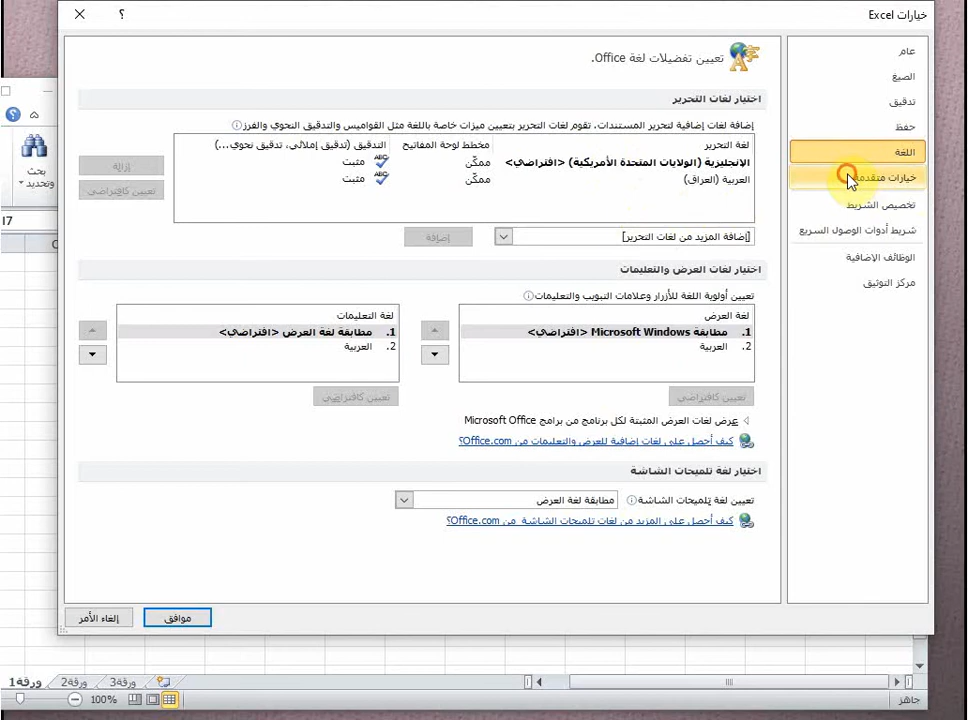 خيارات Excel
؟
عام
الصيغ
تدقيق
حفظ
اللغة
خيارات متقدمة
تخصيص الشريط
شريط أدوات الوصول السريع
الوظائف الإضافية
مركز التوثيق
تعيين تفضيلات لغة Office.
اختيار لغات التحرير
إضافة لغات إضافية لتحرير المستندات. تقوم لغات التحرير بتعيين ميزات خاصة باللغة مثل القواميس والتدقيق النحوي والفرز
لغة التحرير مخطط لوحة المفاتيح التدقيق (تدقيق إملائي، تدقيق نحوي...)
الإنجليزية (الولايات المتحدة الأمريكية) <افتراضي> ممكّن مثبت
العربية (العراق) ممكّن مثبت
إزالة
تعيين كافتراضي
[إضافة المزيد من لغات التحرير] إضافة
اختيار لغات العرض والتعليمات
تعيين أولوية اللغة للأزرار وعلامات التبويب والتعليمات
لغة العرض
1. مطابقة Microsoft Windows <افتراضي>
2. العربية
تعيين كافتراضي
لغة التعليمات
1. مطابقة لغة العرض <افتراضي>
2. العربية
تعيين كافتراضي
عرض لغات العرض المثبتة لكل برنامج من برامج Microsoft Office
كيف أحصل على لغات إضافية للعرض والتعليمات من Office.com؟
اختيار لغة تلميحات الشاشة
تعيين لغة تلميحات الشاشة مطابقة لغة العرض
كيف أحصل على المزيد من لغات تلميحات الشاشة من Office.com؟
موافق إلغاء الأمر
بحث
وتحديد
I7
ورقة1 ورقة2 ورقة3
جاهز 100%